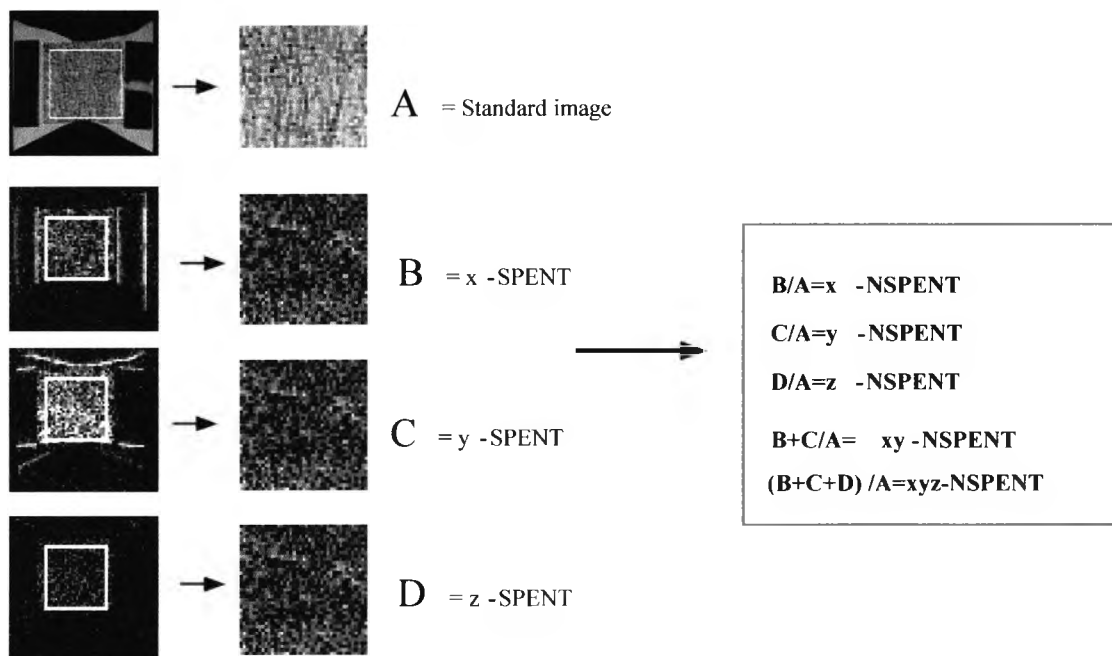 A = Standard image
B = x -SPENT
C = y -SPENT
D = z -SPENT
B/A=x -NSPENT
C/A=y -NSPENT
D/A=z -NSPENT
B+C/A= xy -NSPENT
(B+C+D) /A=xyz-NSPENT